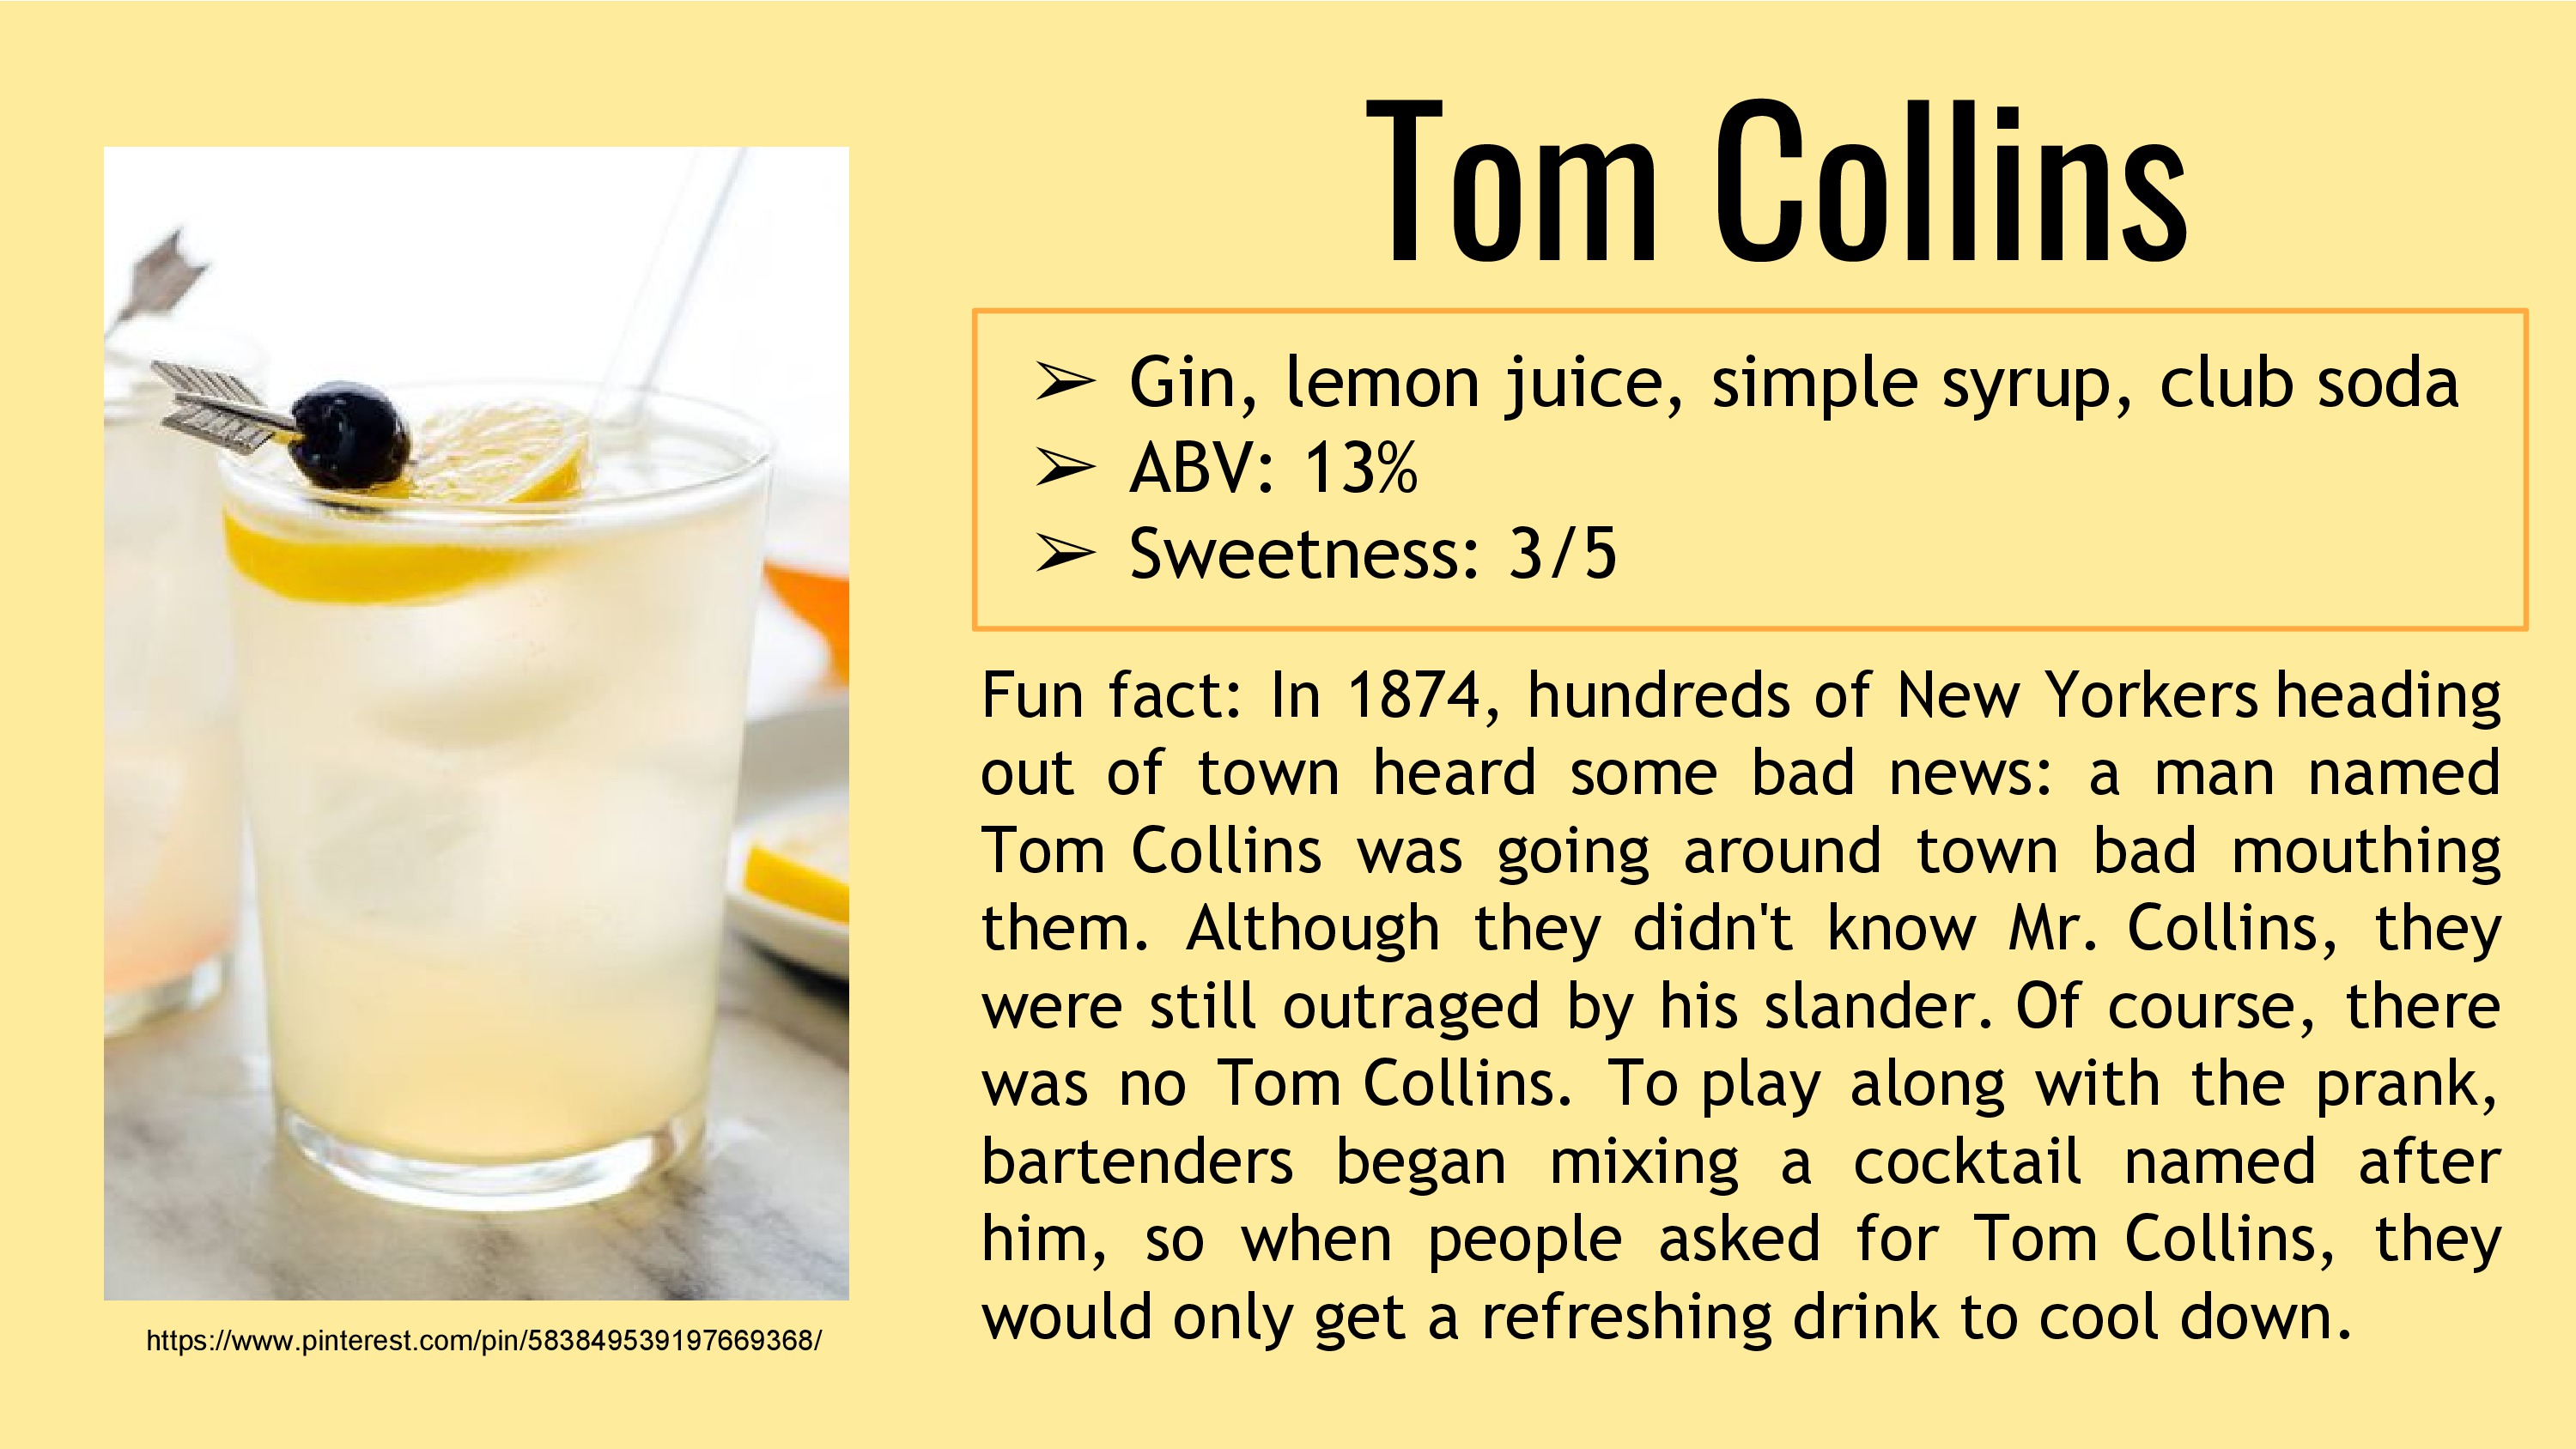 Tom Collins
➢ Gin, lemon juice, simple syrup, club soda
➢ ABV: 13%
➢ Sweetness: 3/5
Fun fact: In 1874, hundreds of New Yorkers heading
out of town heard some bad news: a man named
Tom Collins was going around town bad mouthing
them. Although they didn't know Mr. Collins, they
were still outraged by his slander. Of course, there
was no Tom Collins. To play along with the prank,
bartenders began mixing a cocktail named after
him, so when people asked for Tom Collins, they
would only get a refreshing drink to cool down.
https://www.pinterest.com/pin/583849539197669368/